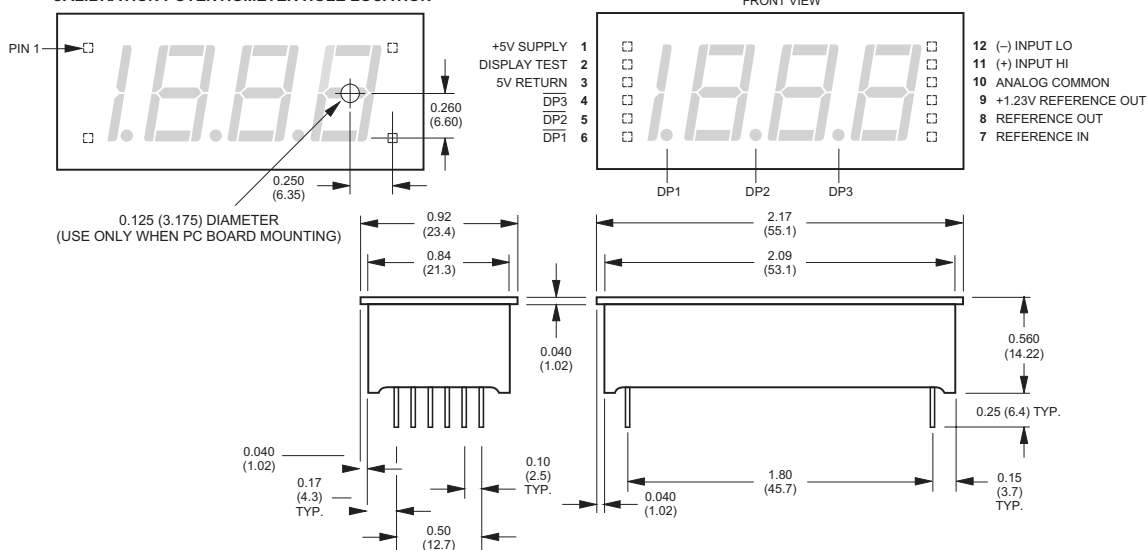 CALIBRATION POTENTIOMETER HOLE LOCATION
FRONT VIEW
PIN 1
0.260
(6.60)
0.250
(6.35)
0.125 (3.175) DIAMETER
(USE ONLY WHEN PC BOARD MOUNTING)
+5V SUPPLY 1
DISPLAY TEST 2
5V RETURN 3
DP3 4
DP2 5
DP1 6
12 (–) INPUT LO
11 (+) INPUT HI
10 ANALOG COMMON
9 +1.23V REFERENCE OUT
8 REFERENCE OUT
7 REFERENCE IN
DP1 DP2 DP3
0.92
(23.4)
0.84
(21.3)
2.17
(55.1)
2.09
(53.1)
0.040
(1.02)
0.560
(14.22)
0.25 (6.4) TYP.
0.040
(1.02)
0.17
(4.3)
TYP.
0.10
(2.5)
TYP.
0.50
(12.7)
1.80
(45.7)
0.040
(1.02)
0.15
(3.7)
TYP.